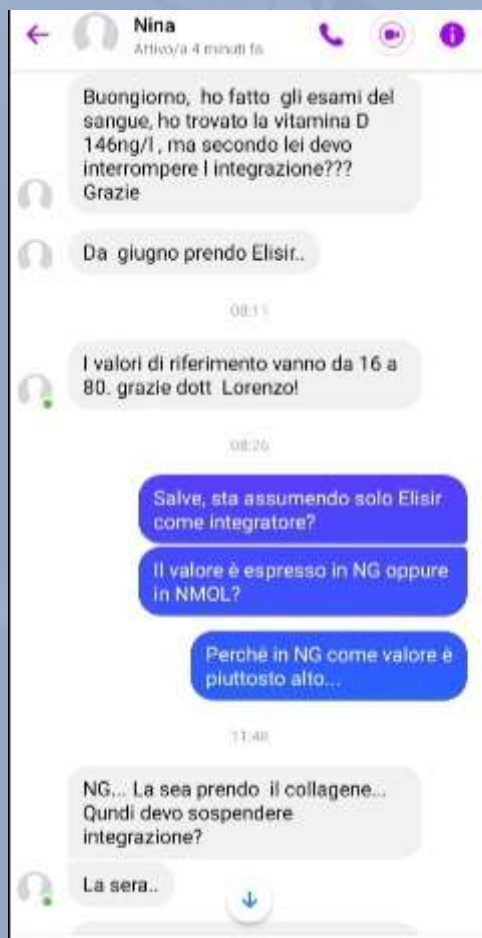 Nina
Attivo/a 4 minuti fa
Buongiorno, ho fatto gli esami del
sangue, ho trovato la vitamina D
146ng/l , ma secondo lei devo
interrompere l integrazione???
Grazie
Da giugno prendo Elisir..
08:11
I valori di riferimento vanno da 16 a
80. grazie dott Lorenzo!
08:26
Salve, sta assumendo solo Elisir
come integratore?
Il valore è espresso in NG oppure
in NMOL?
Perché in NG come valore è
piuttosto alto...
11:48
NG... La sea prendo il collagene...
Qundi devo sospendere
integrazione?
La sera..